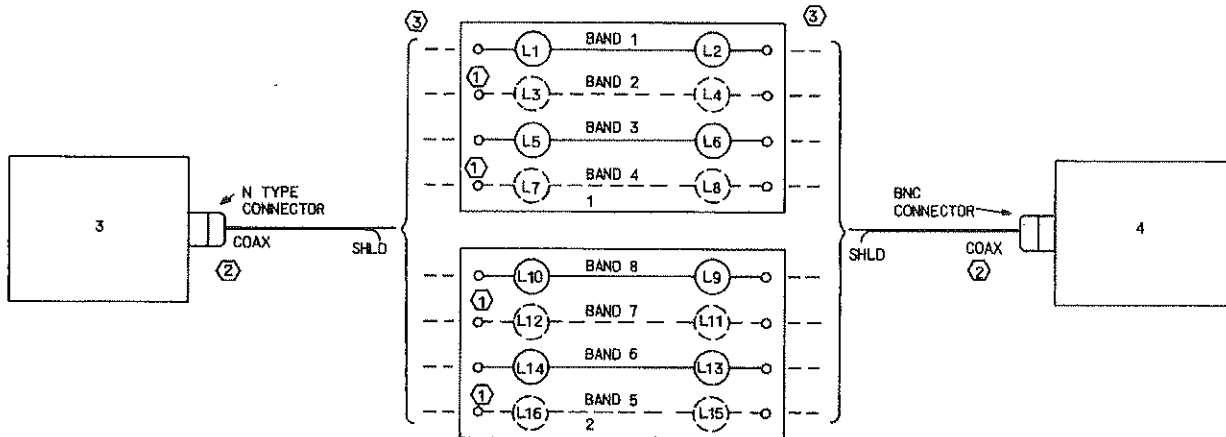 3 3
L1 BAND 1 L2
1
L3 BAND 2 L4
L5 BAND 3 L6
1
L7 BAND 4 L8
1
3
N TYPE
CONNECTOR
COAX
2
SHLD
BNC
CONNECTOR
SHLD
COAX
2
4
L10 BAND 8 L9
1
L12 BAND 7 L11
L14 BAND 6 L13
1
L16 BAND 5 L15
2